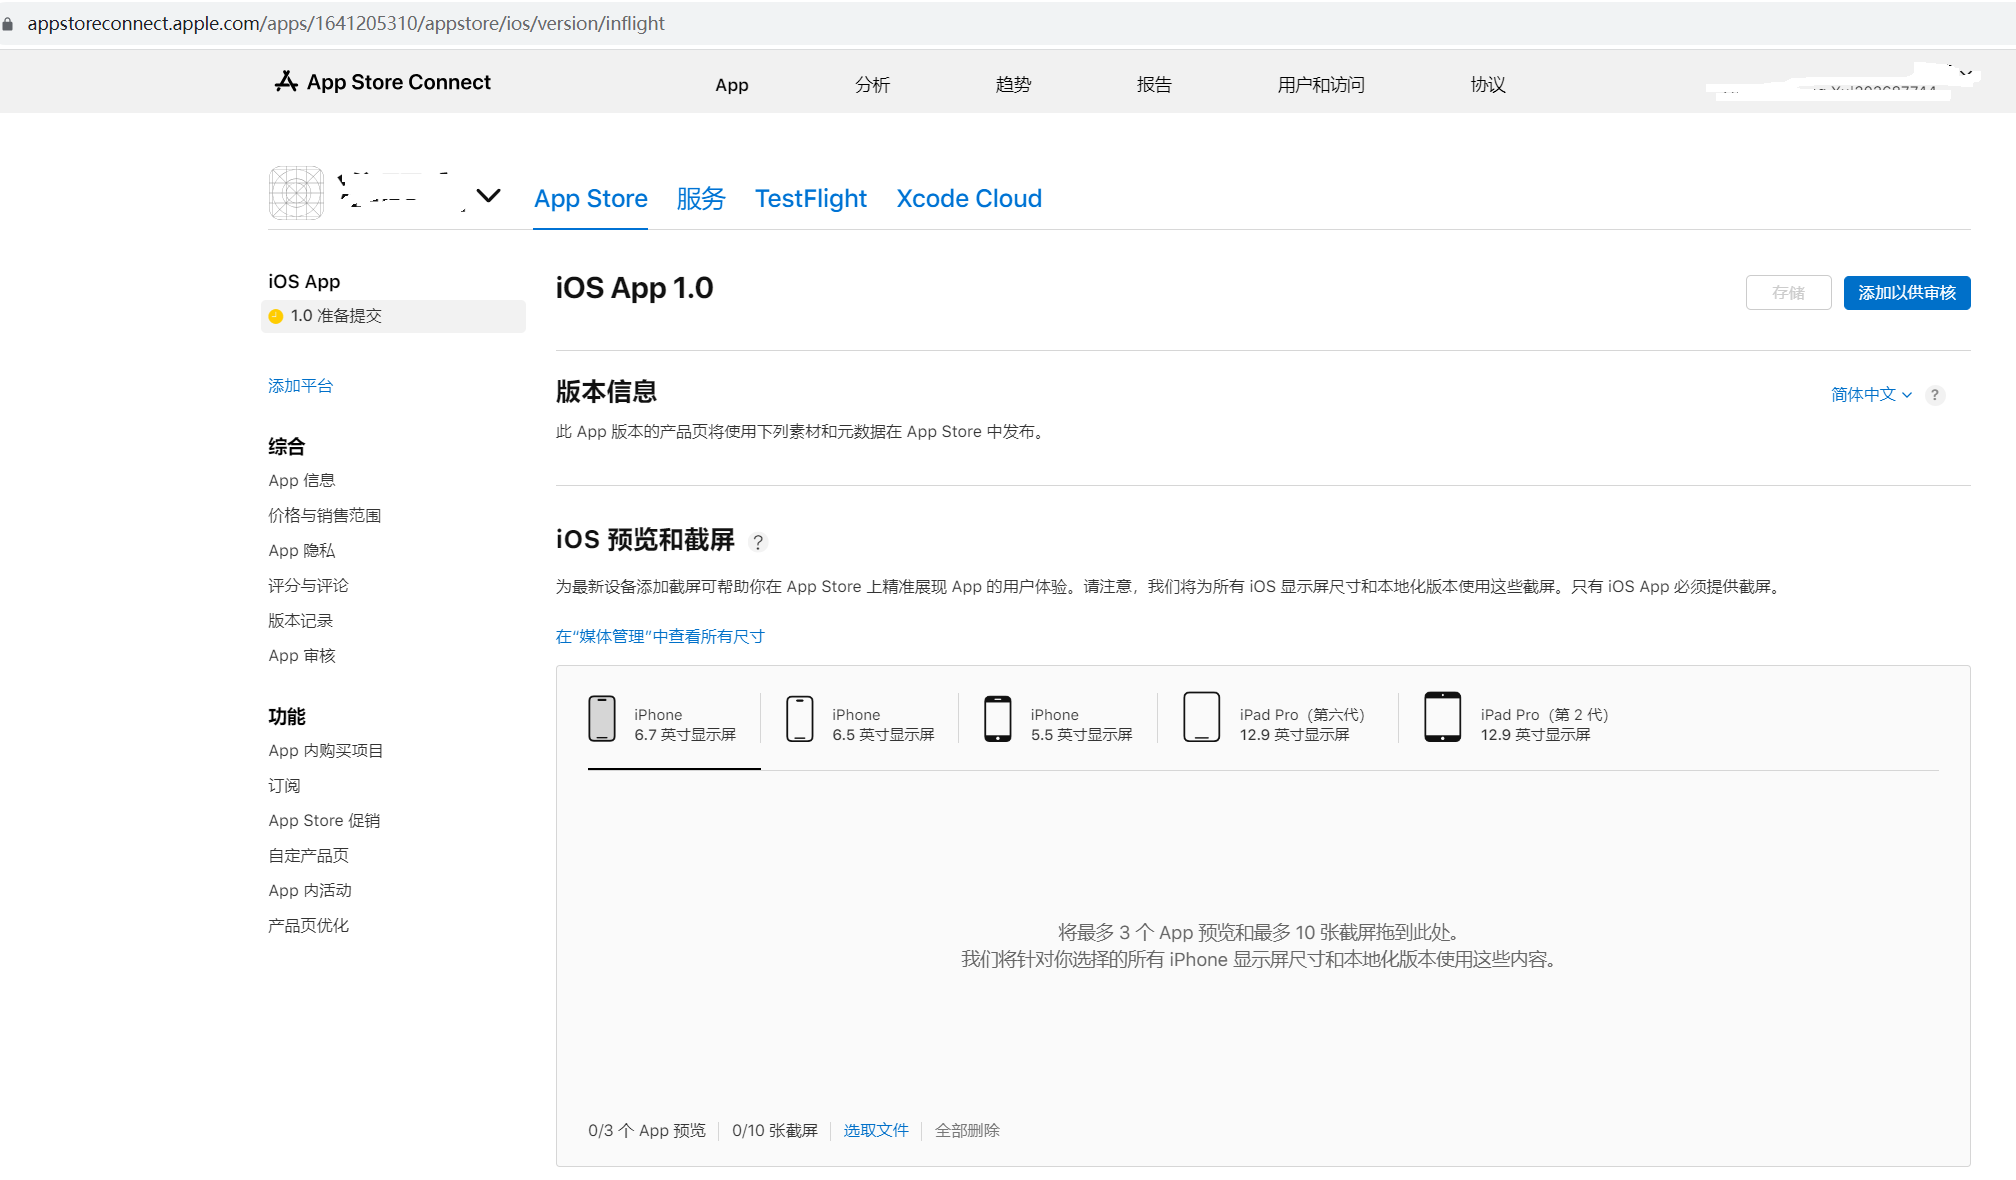 appstoreconnect.apple.com/apps/1641205310/appstore/ios/version/inflight
App Store Connect
App
分析
趋势
报告
用户和访问
协议
App Store
服务
TestFlight
Xcode Cloud
iOS App
1.0 准备提交
添加平台
综合
App 信息
价格与销售范围
App 隐私
评分与评论
版本记录
App 审核
功能
App 内购买项目
订阅
App Store 促销
自定产品页
App 内活动
产品页优化
iOS App 1.0
存储
添加以供审核
版本信息
简体中文
?
此 App 版本的产品页将使用下列素材和元数据在 App Store 中发布。
iOS 预览和截屏
?
为最新设备添加截屏可帮助你在 App Store 上精准展现 App 的用户体验。请注意，我们将为所有 iOS 显示屏尺寸和本地化版本使用这些截屏。只有 iOS App 必须提供截屏。
在“媒体管理”中查看所有尺寸
iPhone
6.7 英寸显示屏
iPhone
6.5 英寸显示屏
iPhone
5.5 英寸显示屏
iPad Pro（第六代）
12.9 英寸显示屏
iPad Pro（第 2 代）
12.9 英寸显示屏
将最多 3 个 App 预览和最多 10 张截屏拖到此处。
我们将针对你选择的所有 iPhone 显示屏尺寸和本地化版本使用这些内容。
0/3 个 App 预览
0/10 张截屏
选取文件
全部删除